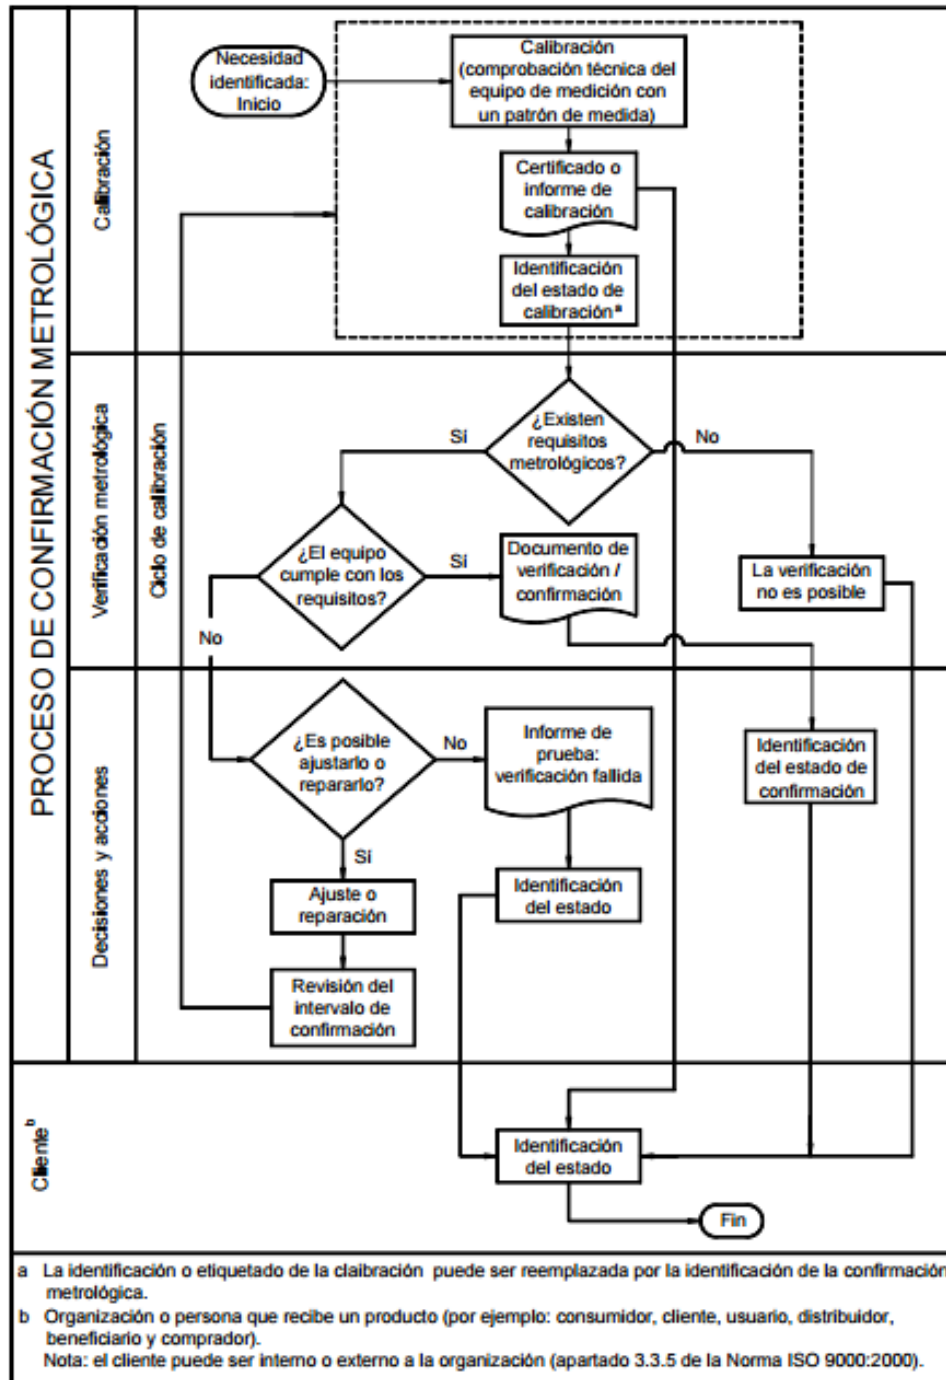 PROCESO DE CONFIRMACIÓN METROLÓGICA
Calibración
Necesidad
identificada:
Inicio
Calibración
(comprobación técnica del
equipo de medición con
un patrón de medida)
Certificado o
informe de
calibración
Identificación
del estado de
calibraciónª
Verificación metrológica
Ciclo de calibración
¿Existen
requisitos
metrológicos?
Sí
No
¿El equipo
cumple con los
requisitos?
Sí
No
Documento de
verificación /
confirmación
La verificación
no es posible
Decisiones y acciones
¿Es posible
ajustarlo o
repararlo?
No
Sí
Informe de
prueba:
verificación fallida
Identificación
del estado de
confirmación
Ajuste o
reparación
Identificación
del estado
Revisión del
intervalo de
confirmación
Clienteᵇ
Identificación
del estado
Fin
a La identificación o etiquetado de la claibración puede ser reemplazada por la identificación de la confirmación
metrológica.
b Organización o persona que recibe un producto (por ejemplo: consumidor, cliente, usuario, distribuidor,
beneficiario y comprador).
Nota: el cliente puede ser interno o externo a la organización (apartado 3.3.5 de la Norma ISO 9000:2000).